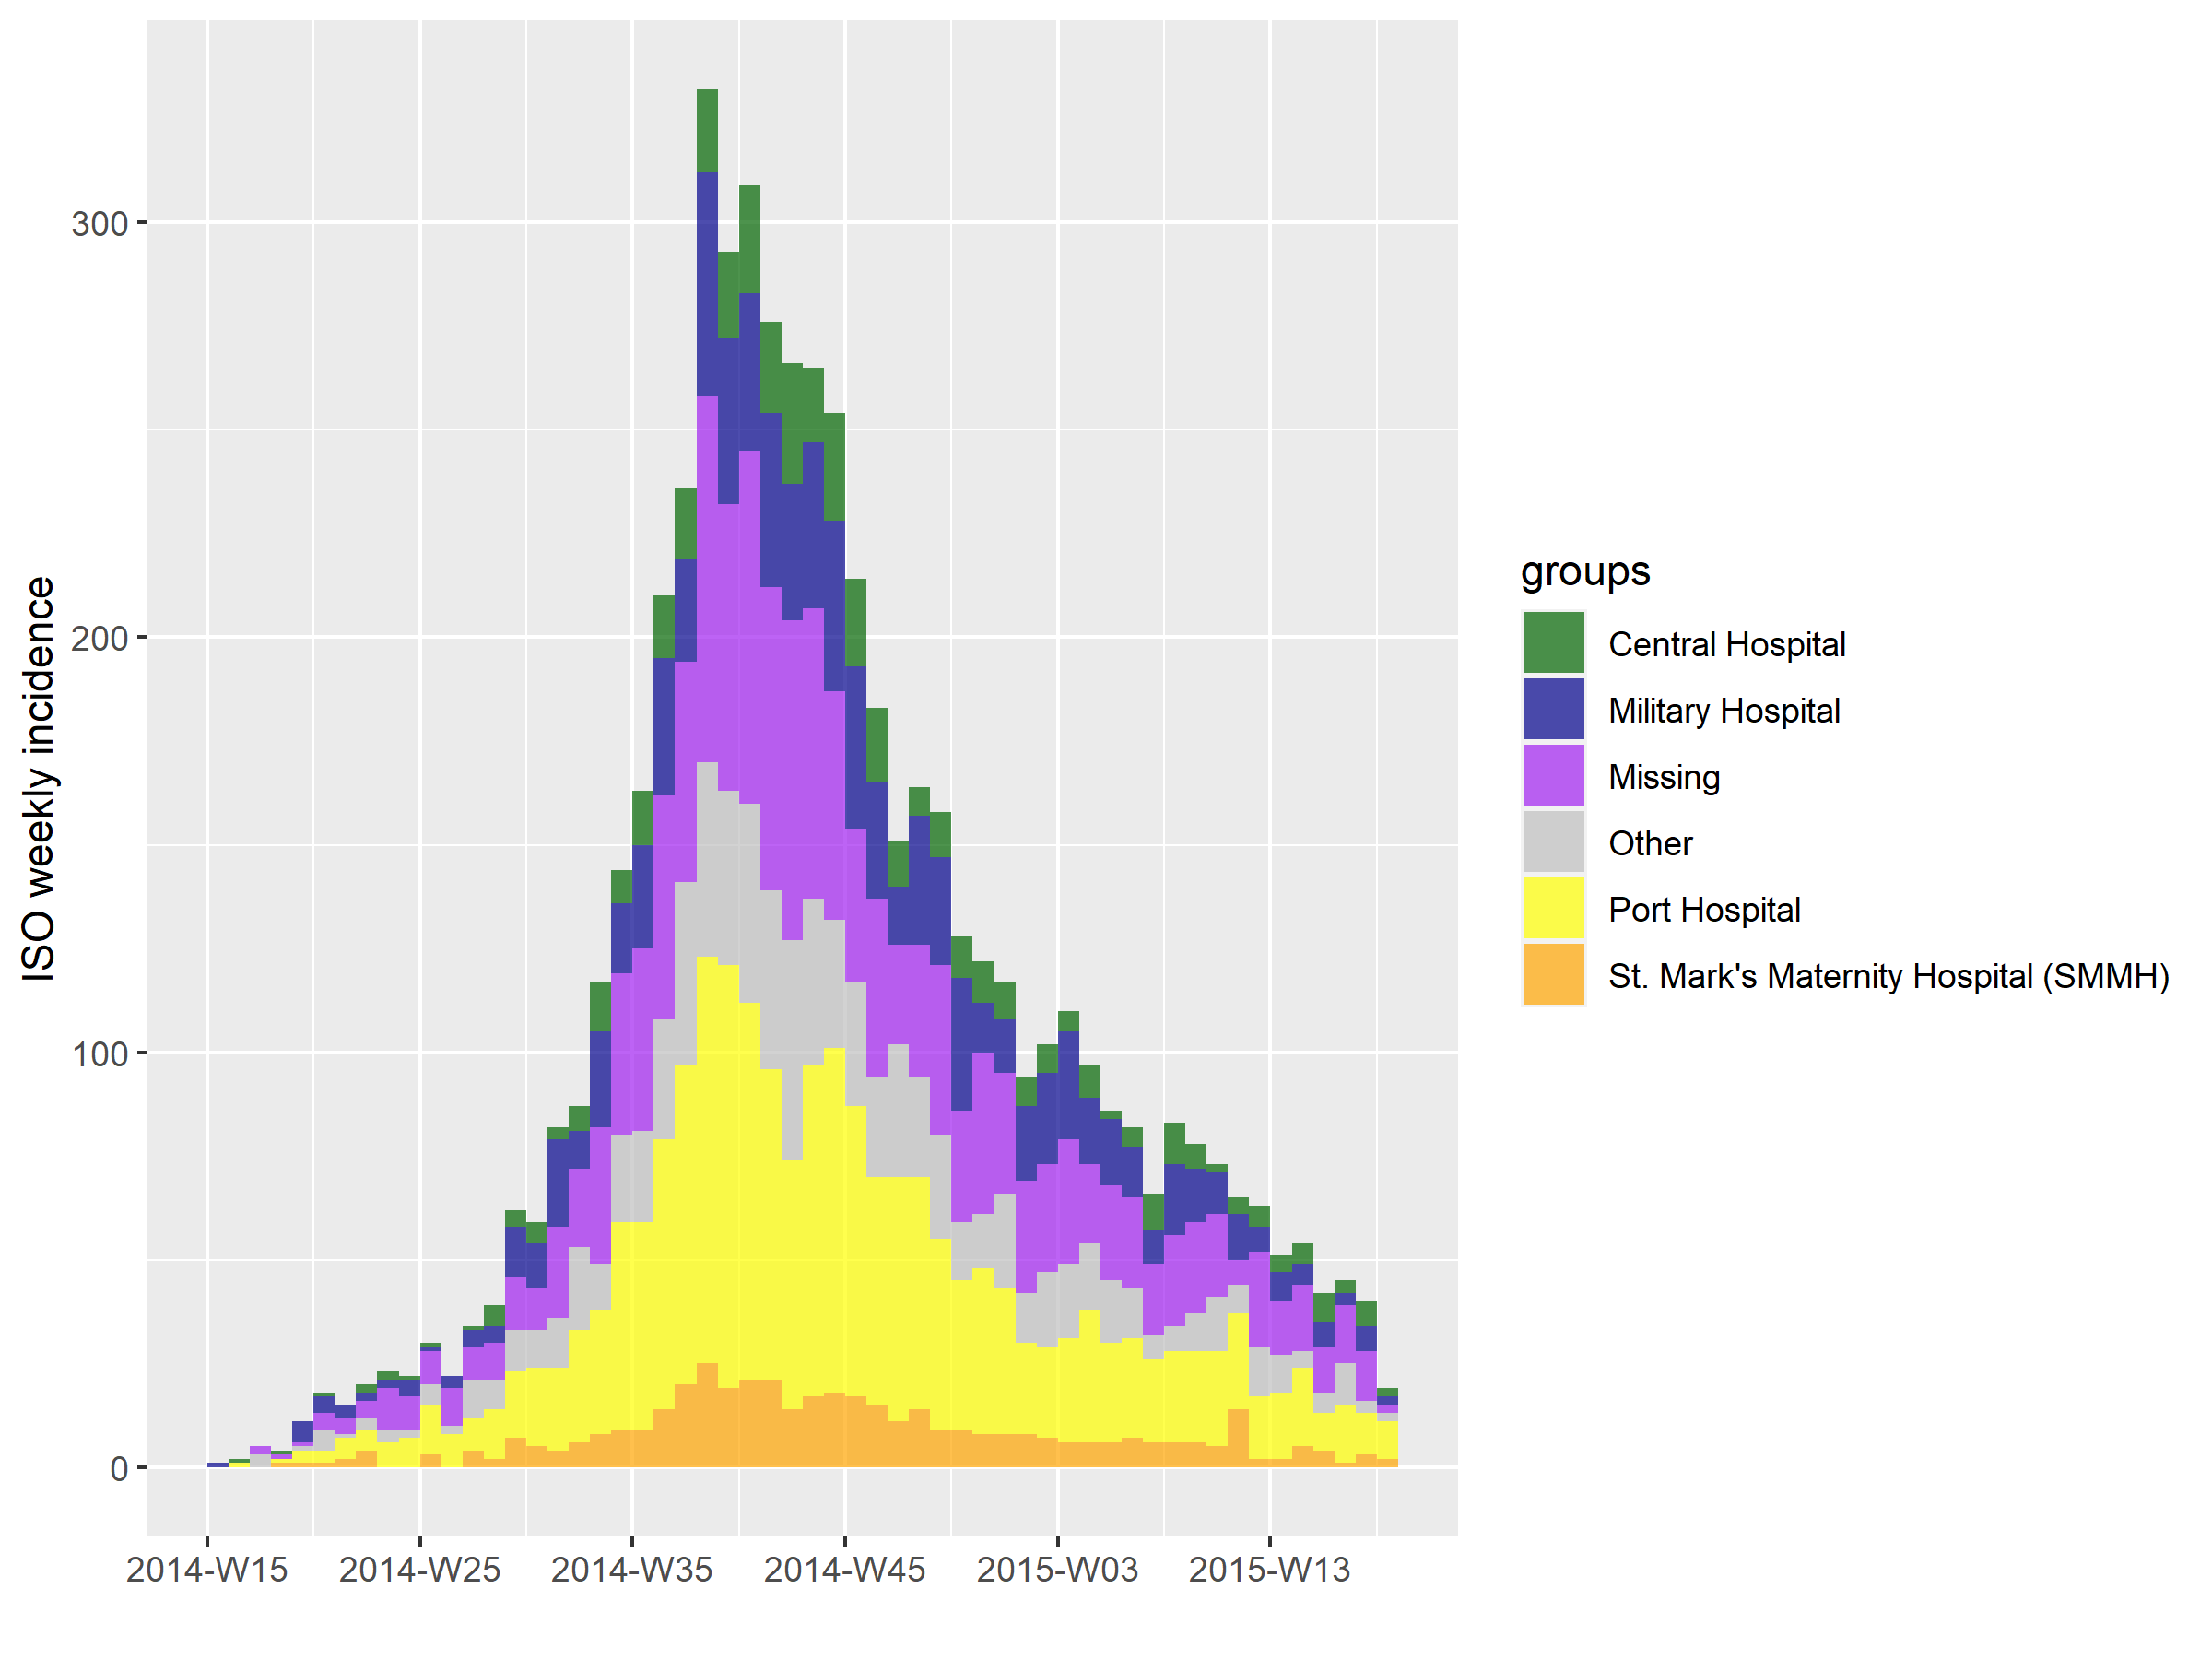 ISO weekly incidence
300
200
100
0
2014-W15
2014-W25
2014-W35
2014-W45
2015-W03
2015-W13
groups
Central Hospital
Military Hospital
Missing
Other
Port Hospital
St. Mark's Maternity Hospital (SMMH)